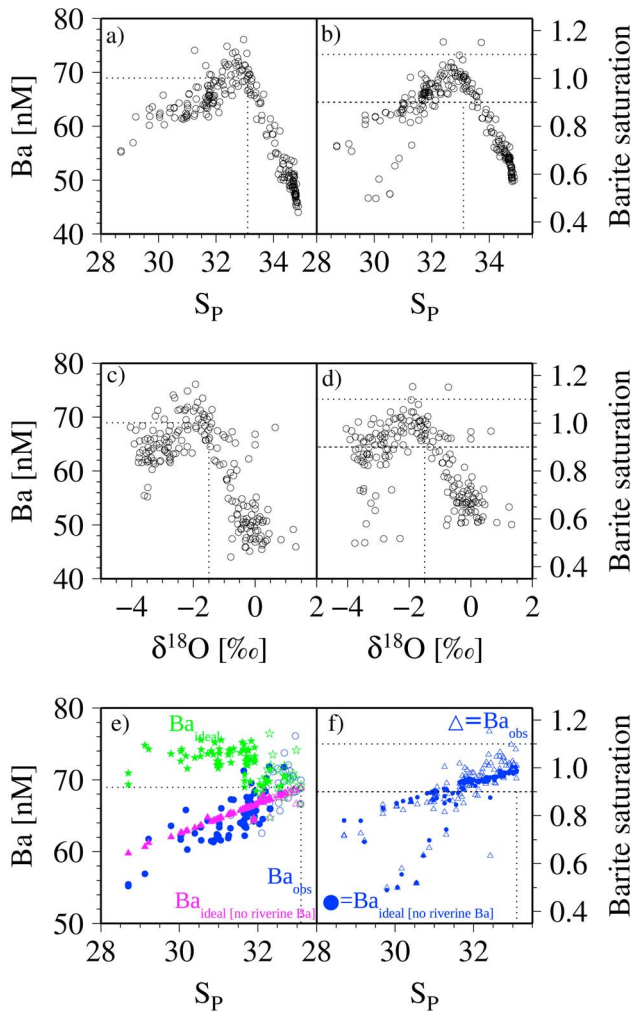 a) b)
80 1.2
70 1.0
60 0.8
50 0.6
40 0.4
Ba [nM] Barite saturation
28 30 32 34 28 30 32 34
S_P S_P
c) d)
80 1.2
70 1.0
60 0.8
50 0.6
40 0.4
Ba [nM] Barite saturation
−4 −2 0 2 −4 −2 0 2
δ¹⁸O [‰] δ¹⁸O [‰]
e) f)
80 1.2
70 1.0
60 0.8
50 0.6
Ba [nM] Barite saturation
Ba_ideal △=Ba_obs
Ba_obs
Ba_ideal [no riverine Ba] ●=Ba_ideal [no riverine Ba]
28 30 32 28 30 32
S_P S_P